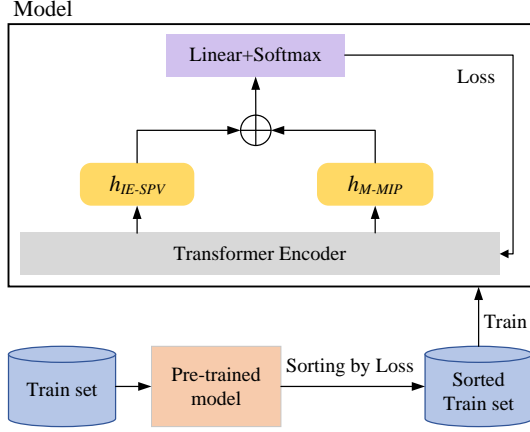 Model
Linear+Softmax
Loss
h_IE-SPV
h_M-MIP
Transformer Encoder
Train
Train set
Pre-trained
model
Sorting by Loss
Sorted
Train set